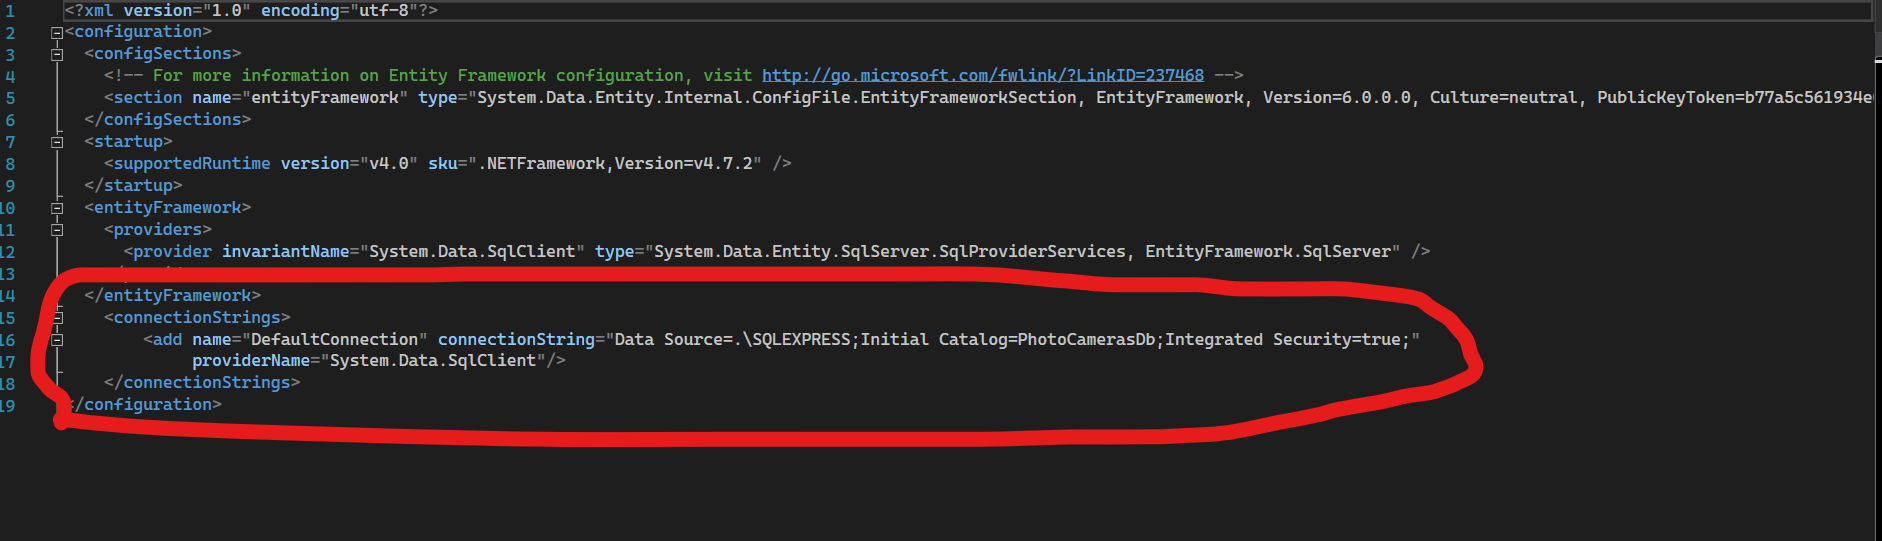 1 <?xml version="1.0" encoding="utf-8"?>
2 <configuration>
3 <configSections>
4 <!-- For more information on Entity Framework configuration, visit http://go.microsoft.com/fwlink/?LinkID=237468 -->
5 <section name="entityFramework" type="System.Data.Entity.Internal.ConfigFile.EntityFrameworkSection, EntityFramework, Version=6.0.0.0, Culture=neutral, PublicKeyToken=b77a5c561934e
6 </configSections>
7 <startup>
8 <supportedRuntime version="v4.0" sku=".NETFramework,Version=v4.7.2" />
9 </startup>
10 <entityFramework>
11 <providers>
12 <provider invariantName="System.Data.SqlClient" type="System.Data.Entity.SqlServer.SqlProviderServices, EntityFramework.SqlServer" />
13
14 </entityFramework>
15 <connectionStrings>
16 <add name="DefaultConnection" connectionString="Data Source=.\SQLEXPRESS;Initial Catalog=PhotoCamerasDb;Integrated Security=true;"
17 providerName="System.Data.SqlClient"/>
18 </connectionStrings>
19 /configuration>